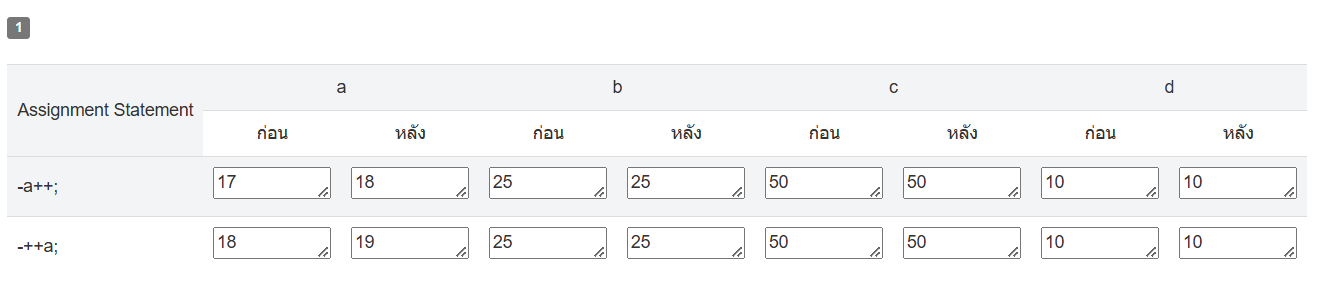 1
Assignment Statement a b c d
ก่อน หลัง ก่อน หลัง ก่อน หลัง ก่อน หลัง
-a++; 17 18 25 25 50 50 10 10
-++a; 18 19 25 25 50 50 10 10